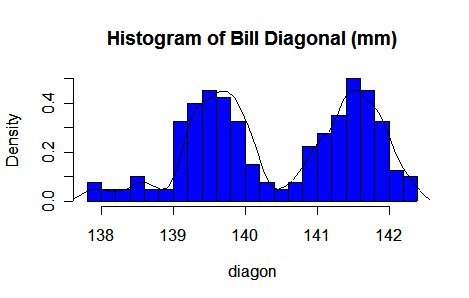 Histogram of Bill Diagonal (mm)
Density
0.4
0.2
0.0
138 139 140 141 142
diagon